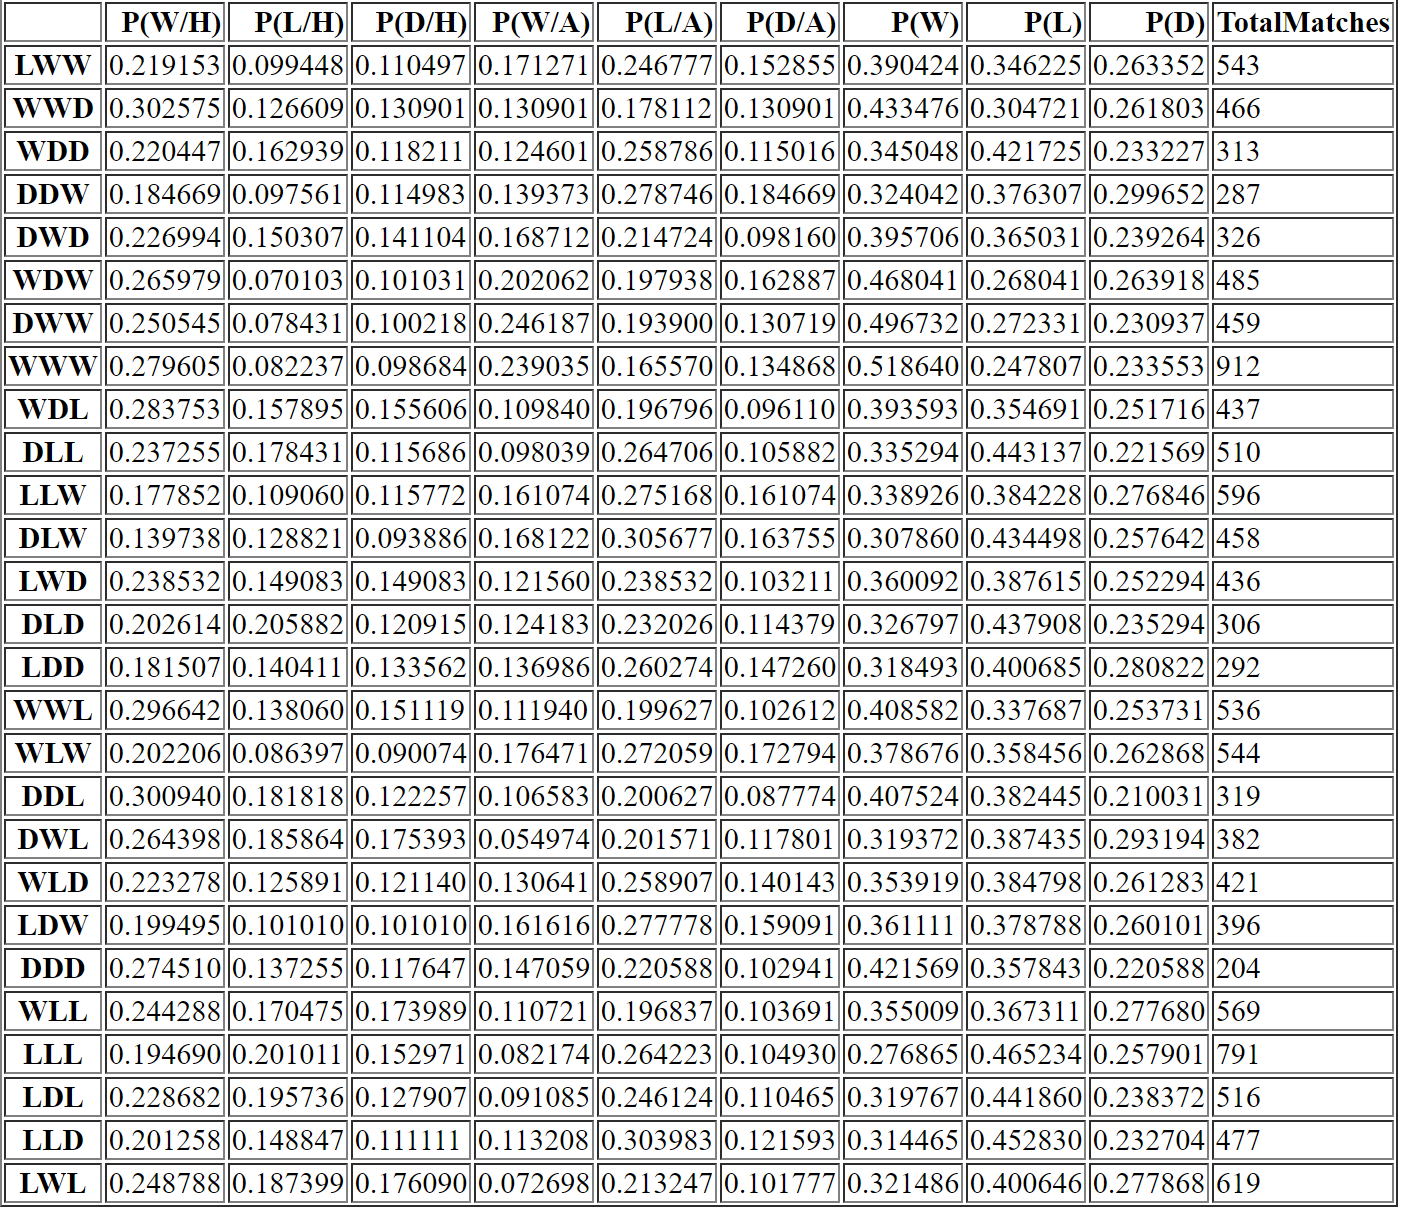 P(W/H) P(L/H) P(D/H) P(W/A) P(L/A) P(D/A) P(W) P(L) P(D) TotalMatches
LWW 0.219153 0.099448 0.110497 0.171271 0.246777 0.152855 0.390424 0.346225 0.263352 543
WWD 0.302575 0.126609 0.130901 0.130901 0.178112 0.130901 0.433476 0.304721 0.261803 466
WDD 0.220447 0.162939 0.118211 0.124601 0.258786 0.115016 0.345048 0.421725 0.233227 313
DDW 0.184669 0.097561 0.114983 0.139373 0.278746 0.184669 0.324042 0.376307 0.299652 287
DWD 0.226994 0.150307 0.141104 0.168712 0.214724 0.098160 0.395706 0.365031 0.239264 326
WDW 0.265979 0.070103 0.101031 0.202062 0.197938 0.162887 0.468041 0.268041 0.263918 485
DWW 0.250545 0.078431 0.100218 0.246187 0.193900 0.130719 0.496732 0.272331 0.230937 459
WWW 0.279605 0.082237 0.098684 0.239035 0.165570 0.134868 0.518640 0.247807 0.233553 912
WDL 0.283753 0.157895 0.155606 0.109840 0.196796 0.096110 0.393593 0.354691 0.251716 437
DLL 0.237255 0.178431 0.115686 0.098039 0.264706 0.105882 0.335294 0.443137 0.221569 510
LLW 0.177852 0.109060 0.115772 0.161074 0.275168 0.161074 0.338926 0.384228 0.276846 596
DLW 0.139738 0.128821 0.093886 0.168122 0.305677 0.163755 0.307860 0.434498 0.257642 458
LWD 0.238532 0.149083 0.149083 0.121560 0.238532 0.103211 0.360092 0.387615 0.252294 436
DLD 0.202614 0.205882 0.120915 0.124183 0.232026 0.114379 0.326797 0.437908 0.235294 306
LDD 0.181507 0.140411 0.133562 0.136986 0.260274 0.147260 0.318493 0.400685 0.280822 292
WWL 0.296642 0.138060 0.151119 0.111940 0.199627 0.102612 0.408582 0.337687 0.253731 536
WLW 0.202206 0.086397 0.090074 0.176471 0.272059 0.172794 0.378676 0.358456 0.262868 544
DDL 0.300940 0.181818 0.122257 0.106583 0.200627 0.087774 0.407524 0.382445 0.210031 319
DWL 0.264398 0.185864 0.175393 0.054974 0.201571 0.117801 0.319372 0.387435 0.293194 382
WLD 0.223278 0.125891 0.121140 0.130641 0.258907 0.140143 0.353919 0.384798 0.261283 421
LDW 0.199495 0.101010 0.101010 0.161616 0.277778 0.159091 0.361111 0.378788 0.260101 396
DDD 0.274510 0.137255 0.117647 0.147059 0.220588 0.102941 0.421569 0.357843 0.220588 204
WLL 0.244288 0.170475 0.173989 0.110721 0.196837 0.103691 0.355009 0.367311 0.277680 569
LLL 0.194690 0.201011 0.152971 0.082174 0.264223 0.104930 0.276865 0.465234 0.257901 791
LDL 0.228682 0.195736 0.127907 0.091085 0.246124 0.110465 0.319767 0.441860 0.238372 516
LLD 0.201258 0.148847 0.111111 0.113208 0.303983 0.121593 0.314465 0.452830 0.232704 477
LWL 0.248788 0.187399 0.176090 0.072698 0.213247 0.101777 0.321486 0.400646 0.277868 619